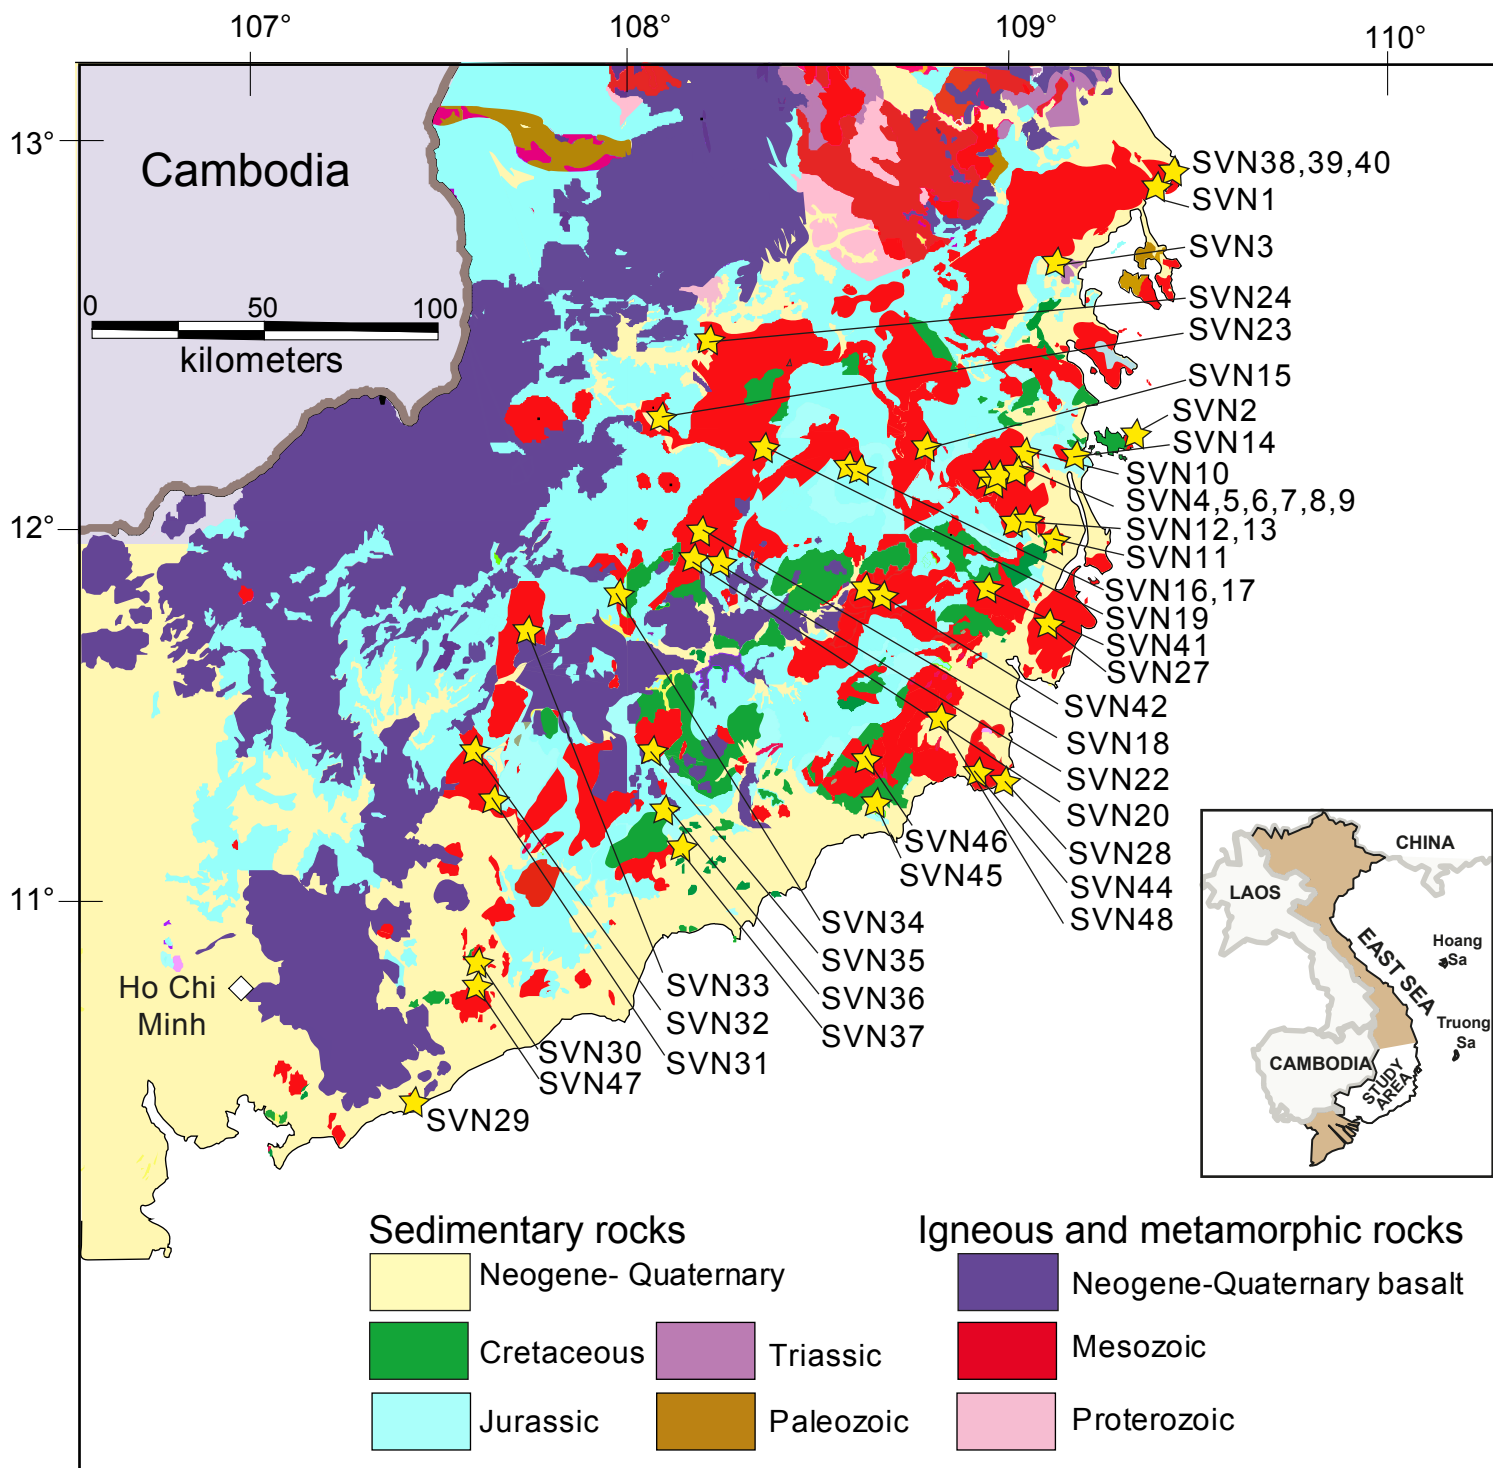 107°
108°
109°
110°
13°
12°
11°
Cambodia
0
50
100
kilometers
SVN38,39,40
SVN1
SVN3
SVN24
SVN23
SVN15
SVN2
SVN14
SVN10
SVN4,5,6,7,8,9
SVN12,13
SVN11
SVN16,17
SVN19
SVN41
SVN27
SVN42
SVN18
SVN22
SVN20
SVN28
SVN44
SVN48
SVN46
SVN45
SVN34
SVN35
SVN36
SVN37
SVN33
SVN32
SVN31
SVN30
SVN47
SVN29
Ho Chi
Minh
CHINA
LAOS
EAST SEA
Hoang
Sa
Truong
Sa
CAMBODIA
STUDY
AREA
Sedimentary rocks
Neogene- Quaternary
Cretaceous
Triassic
Jurassic
Paleozoic
Igneous and metamorphic rocks
Neogene-Quaternary basalt
Mesozoic
Proterozoic